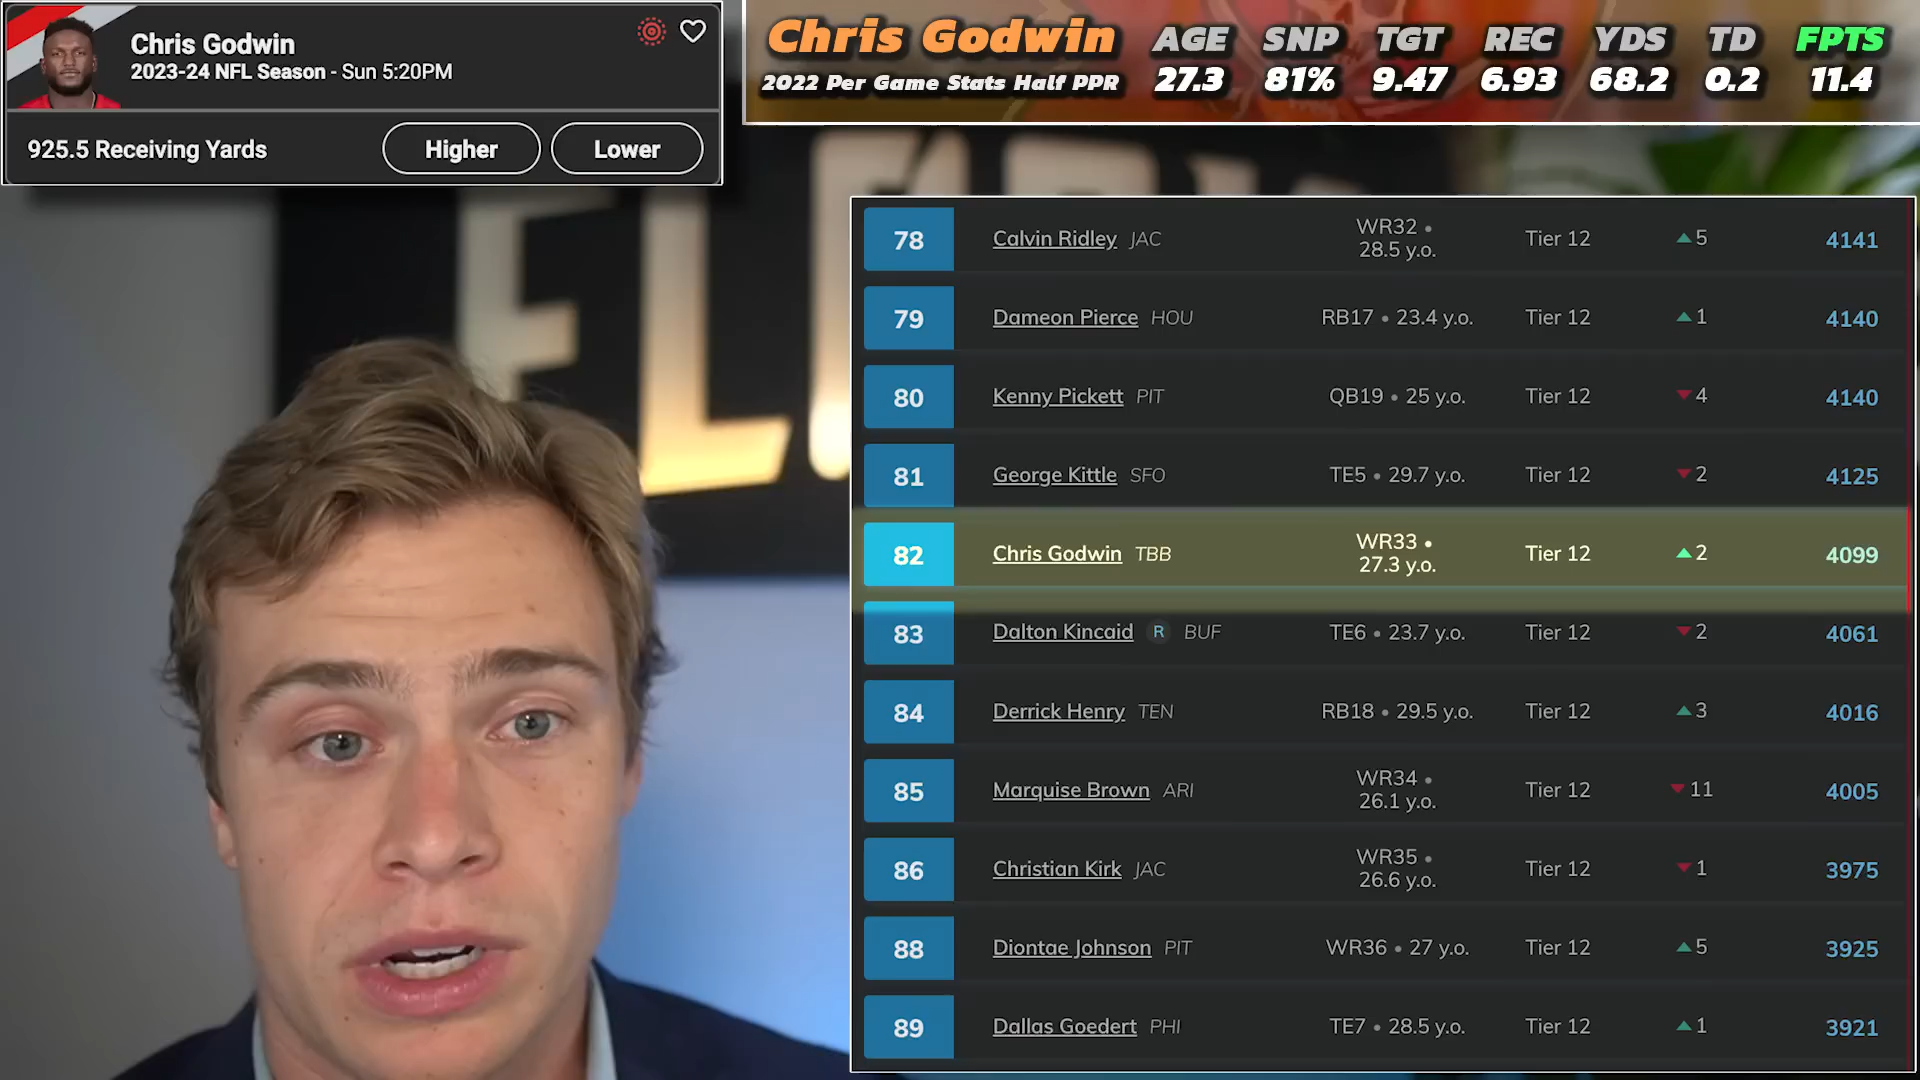 Chris Godwin
2023-24 NFL Season - Sun 5:20PM
925.5 Receiving Yards
Higher
Lower
Chris Godwin AGE SNP TGT REC YDS TD FPTS
2022 Per Game Stats Half PPR 27.3 81% 9.47 6.93 68.2 0.2 11.4
78 Calvin Ridley JAC WR32 • 28.5 y.o. Tier 12 ▲5 4141
79 Dameon Pierce HOU RB17 • 23.4 y.o. Tier 12 ▲1 4140
80 Kenny Pickett PIT QB19 • 25 y.o. Tier 12 ▼4 4140
81 George Kittle SFO TE5 • 29.7 y.o. Tier 12 ▼2 4125
82 Chris Godwin TBB WR33 • 27.3 y.o. Tier 12 ▲2 4099
83 Dalton Kincaid R BUF TE6 • 23.7 y.o. Tier 12 ▼2 4061
84 Derrick Henry TEN RB18 • 29.5 y.o. Tier 12 ▲3 4016
85 Marquise Brown ARI WR34 • 26.1 y.o. Tier 12 ▼11 4005
86 Christian Kirk JAC WR35 • 26.6 y.o. Tier 12 ▼1 3975
88 Diontae Johnson PIT WR36 • 27 y.o. Tier 12 ▲5 3925
89 Dallas Goedert PHI TE7 • 28.5 y.o. Tier 12 ▲1 3921